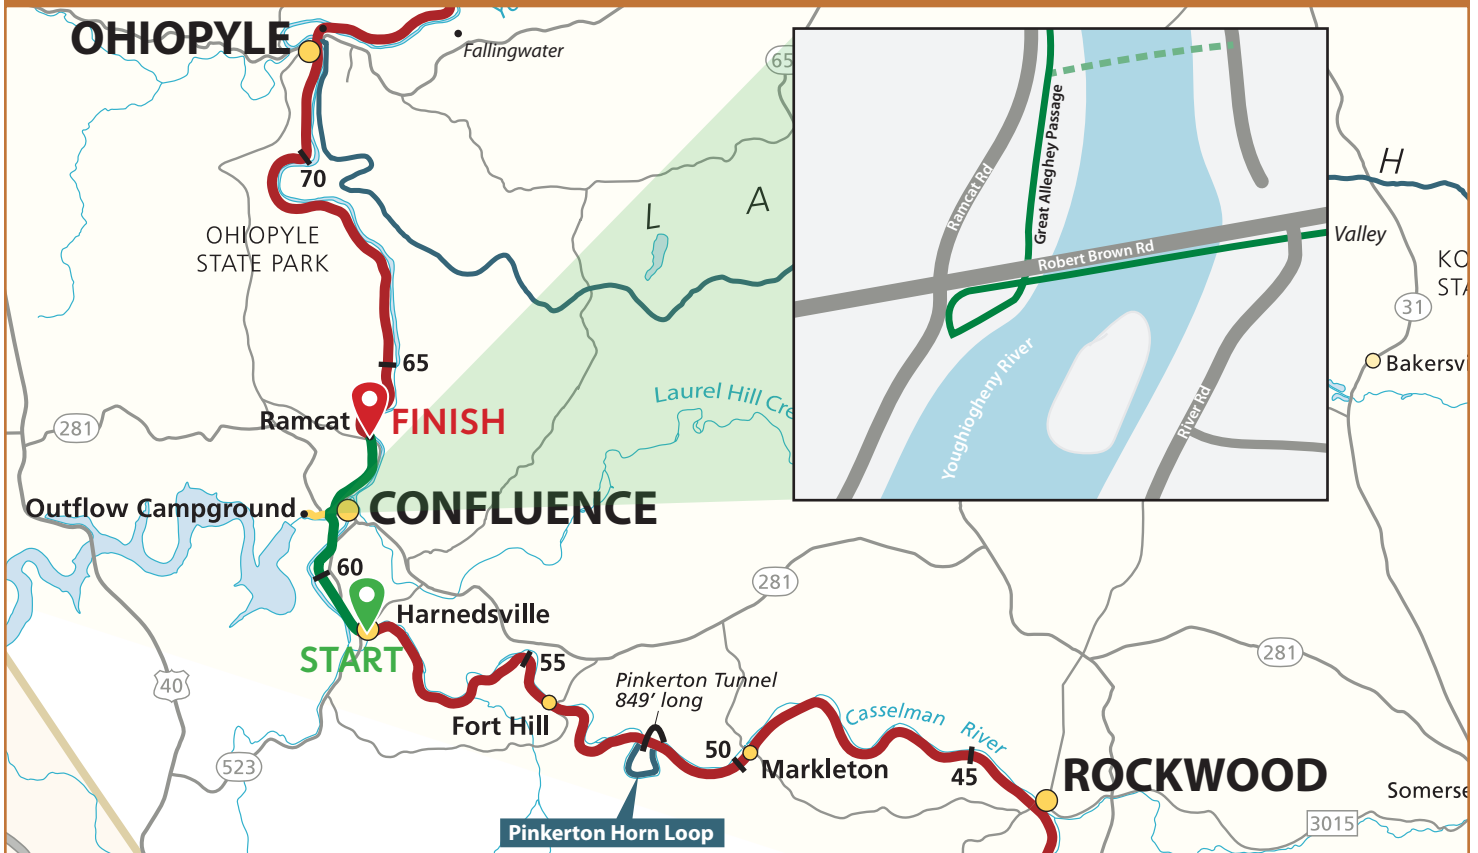 OHIOPYLE
Fallingwater
65
70
OHIOPYLE
STATE PARK
L
A
H
Great Alleghey Passage
Ramcat Rd
Robert Brown Rd
Valley
KO
STA
31
Bakersvi
65
Ramcat
FINISH
Laurel Hill Cre
Youghiogheny River
River Rd
281
Outflow Campground
CONFLUENCE
60
281
Harnedsville
START
55
281
40
Pinkerton Tunnel
849' long
Fort Hill
Casselman River
50
Markleton
45
523
ROCKWOOD
Somerse
3015
Pinkerton Horn Loop